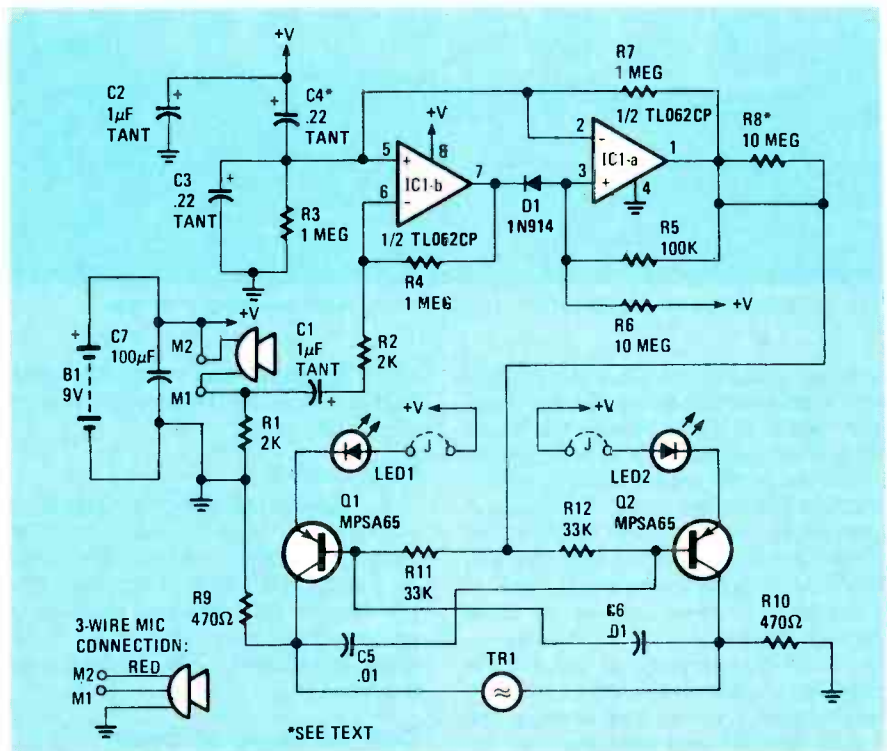 +V
C2
1µF
TANT
C4*
.22
TANT
C3
.22
TANT
R3
1 MEG
+V
5
+
8
IC1-b
7
6
−
1/2 TL062CP
R4
1 MEG
D1
1N914
R7
1 MEG
1/2 TL062CP
2
−
IC1-a
1
3
+
4
R8*
10 MEG
R5
100K
R6
10 MEG
+V
+
B1
9V
C7
100µF
+V
M2
M1
C1
1µF
TANT
+
R2
2K
R1
2K
+V
J
LED1
+V
J
LED2
Q1
MPSA65
R11
33K
R12
33K
Q2
MPSA65
R9
470Ω
C5
.01
C6
.01
R10
470Ω
TR1
≈
3-WIRE MIC
CONNECTION:
M2
RED
M1
*SEE TEXT